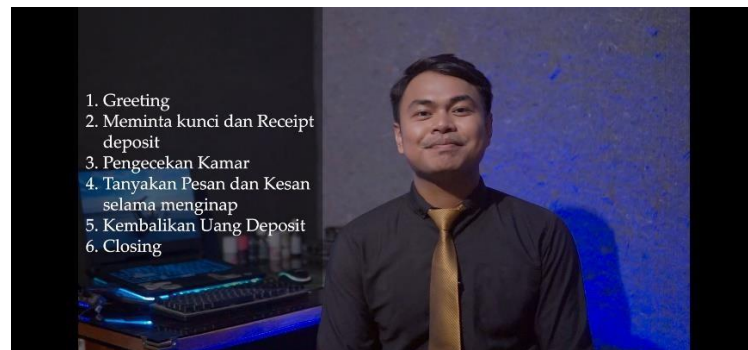 1. Greeting
2. Meminta kunci dan Receipt
deposit
3. Pengecekan Kamar
4. Tanyakan Pesan dan Kesan
selama menginap
5. Kembalikan Uang Deposit
6. Closing